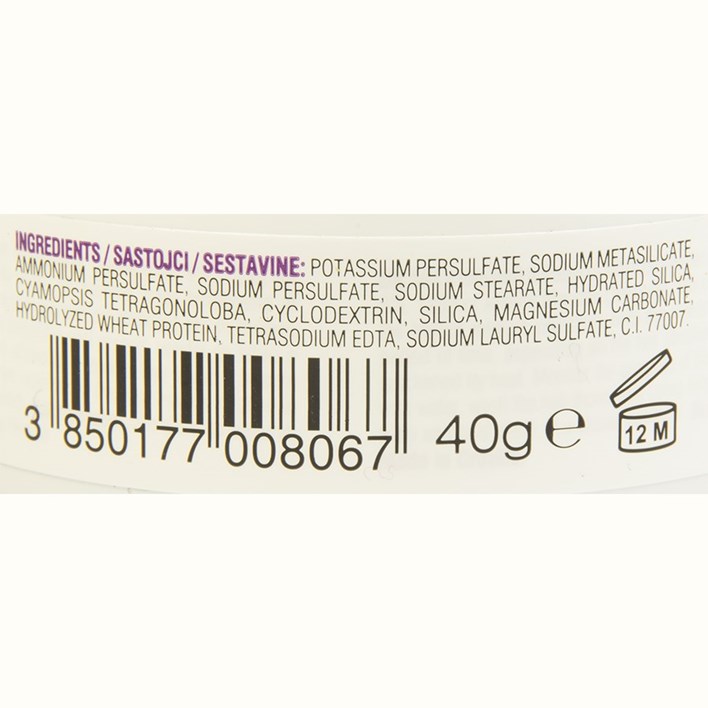 INGREDIENTS / SASTOJCI / SESTAVINE: POTASSIUM PERSULFATE, SODIUM METASILICATE,
AMMONIUM PERSULFATE, SODIUM PERSULFATE, SODIUM STEARATE, HYDRATED SILICA,
CYAMOPSIS TETRAGONOLOBA, CYCLODEXTRIN, SILICA, MAGNESIUM CARBONATE,
HYDROLYZED WHEAT PROTEIN, TETRASODIUM EDTA, SODIUM LAURYL SULFATE, C.I. 77007.
3 850177 008067
40g e
12 M